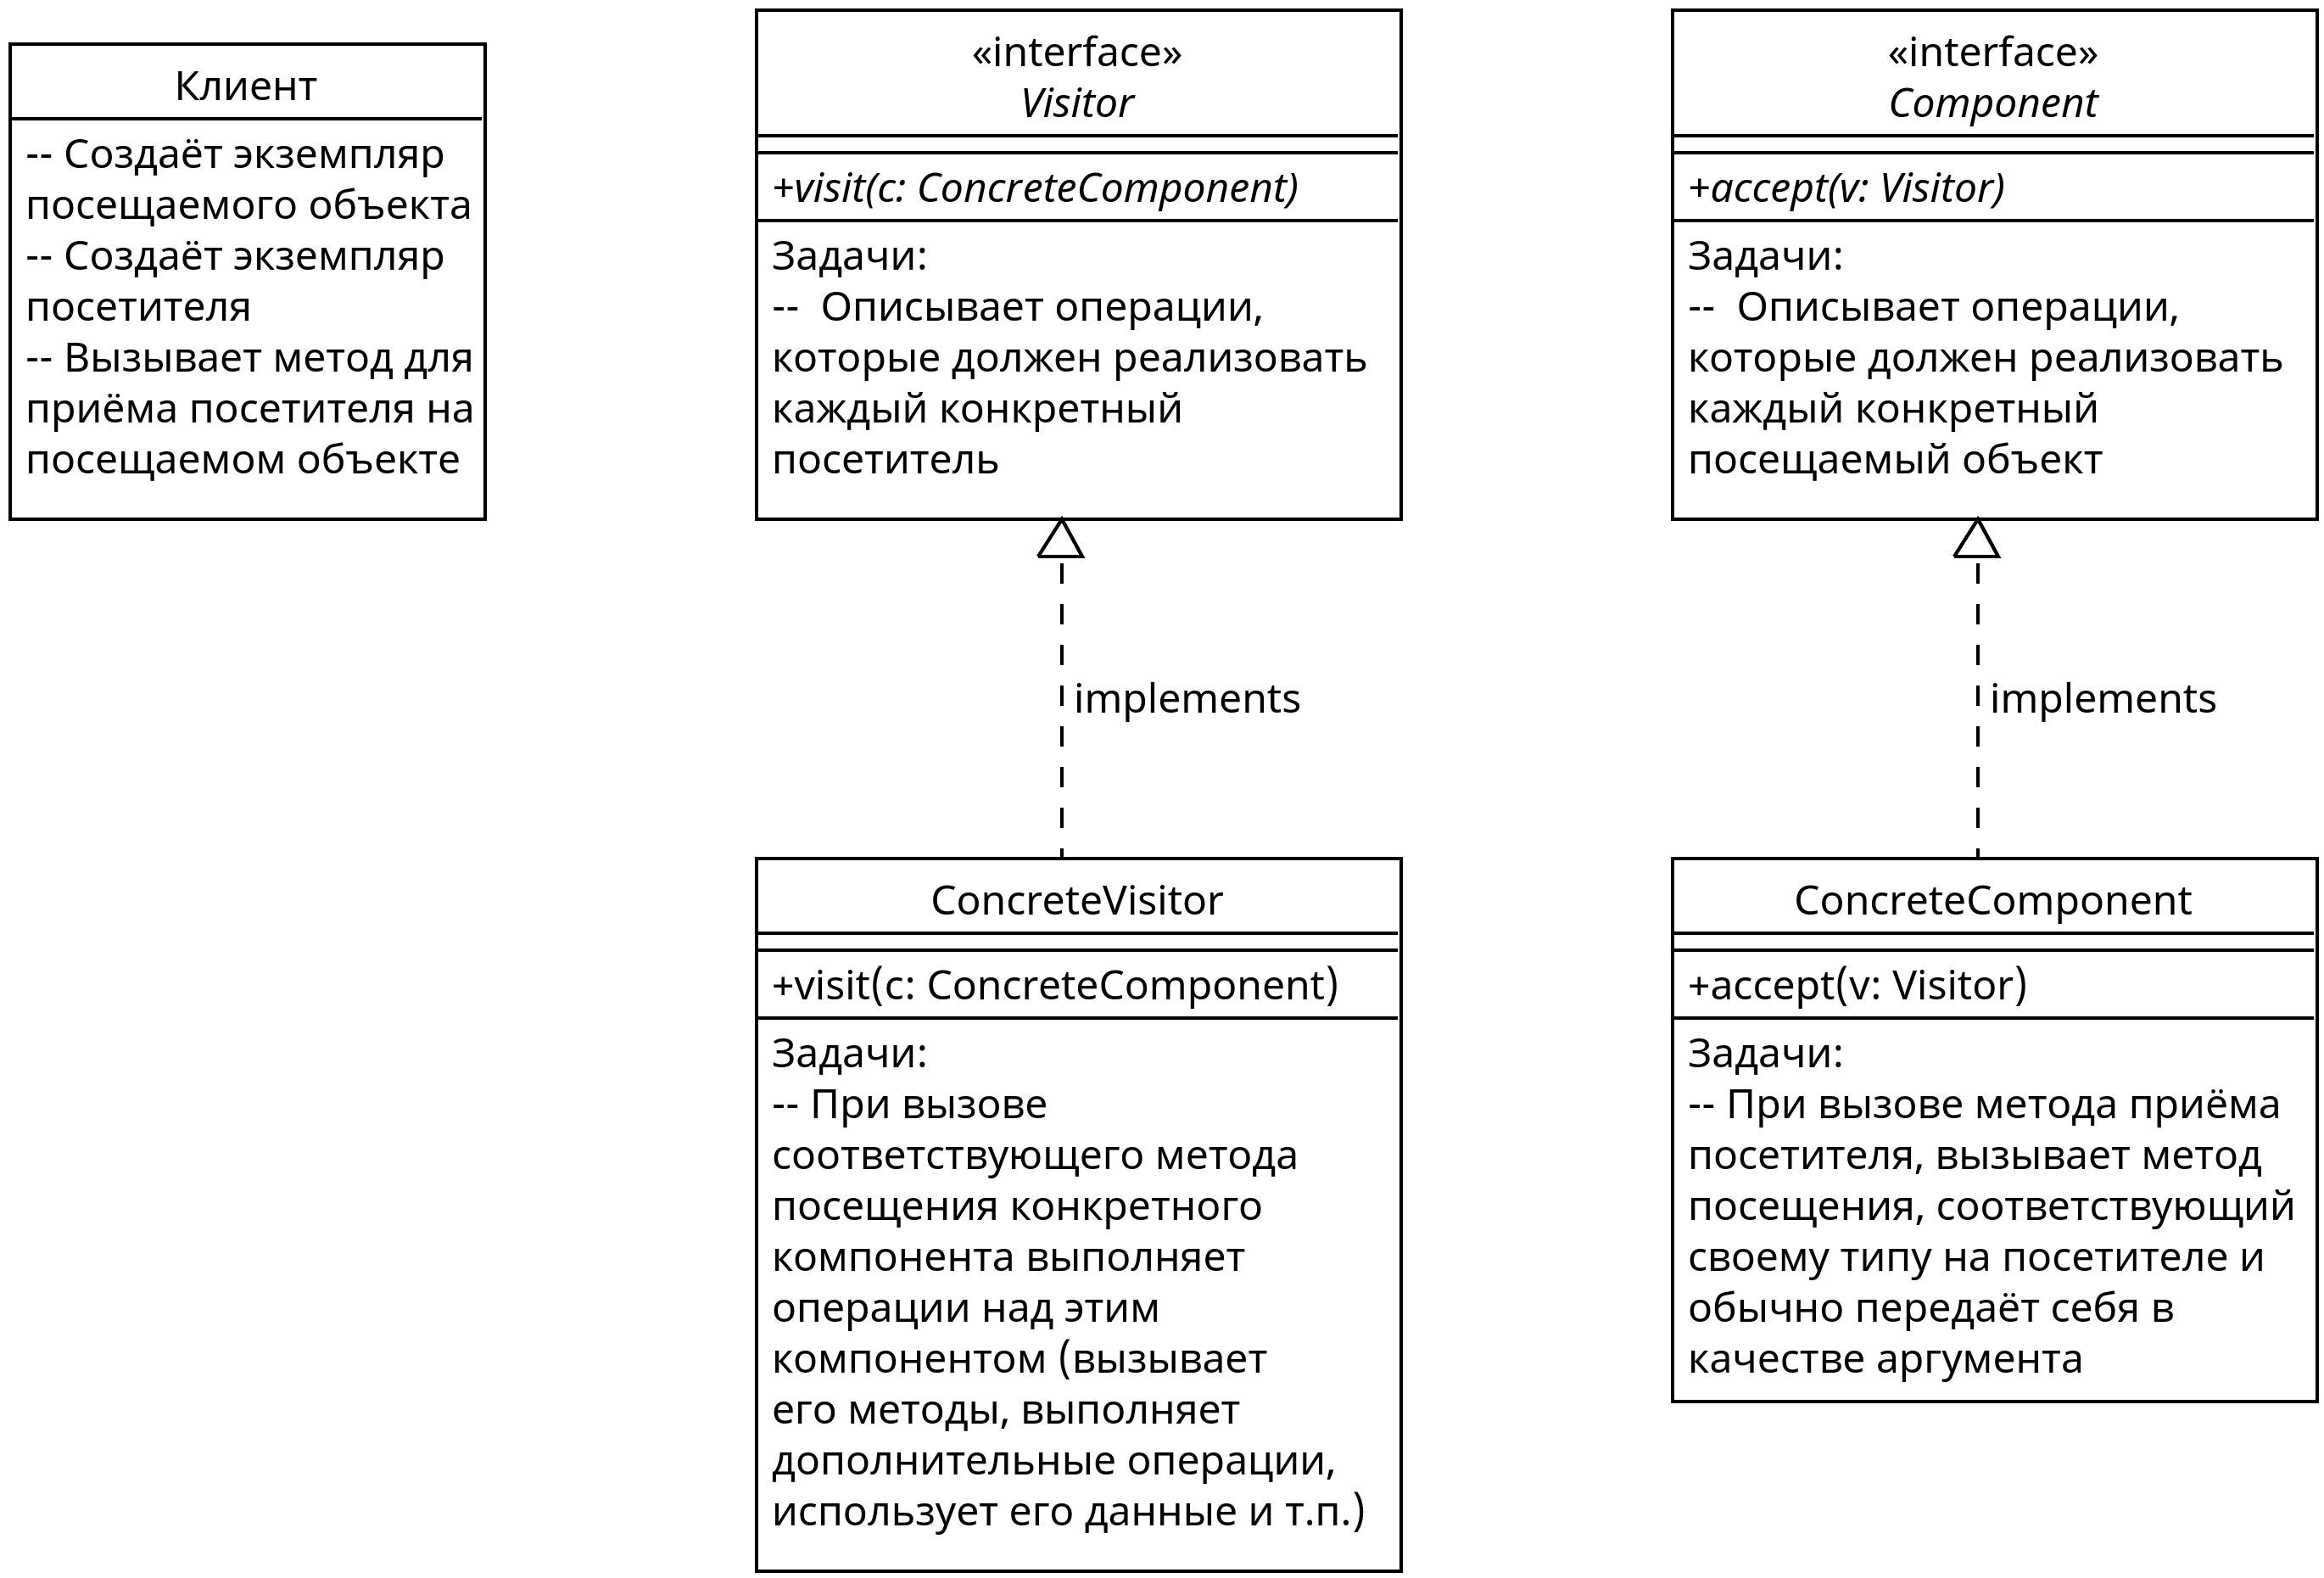 Клиент
-- Создаёт экземпляр
посещаемого объекта
-- Создаёт экземпляр
посетителя
-- Вызывает метод для
приёма посетителя на
посещаемом объекте
«interface»
Visitor
+visit(c: ConcreteComponent)
Задачи:
--  Описывает операции,
которые должен реализовать
каждый конкретный
посетитель
«interface»
Component
+accept(v: Visitor)
Задачи:
--  Описывает операции,
которые должен реализовать
каждый конкретный
посещаемый объект
implements
implements
ConcreteVisitor
+visit(c: ConcreteComponent)
Задачи:
-- При вызове
соответствующего метода
посещения конкретного
компонента выполняет
операции над этим
компонентом (вызывает
его методы, выполняет
дополнительные операции,
использует его данные и т.п.)
ConcreteComponent
+accept(v: Visitor)
Задачи:
-- При вызове метода приёма
посетителя, вызывает метод
посещения, соответствующий
своему типу на посетителе и
обычно передаёт себя в
качестве аргумента